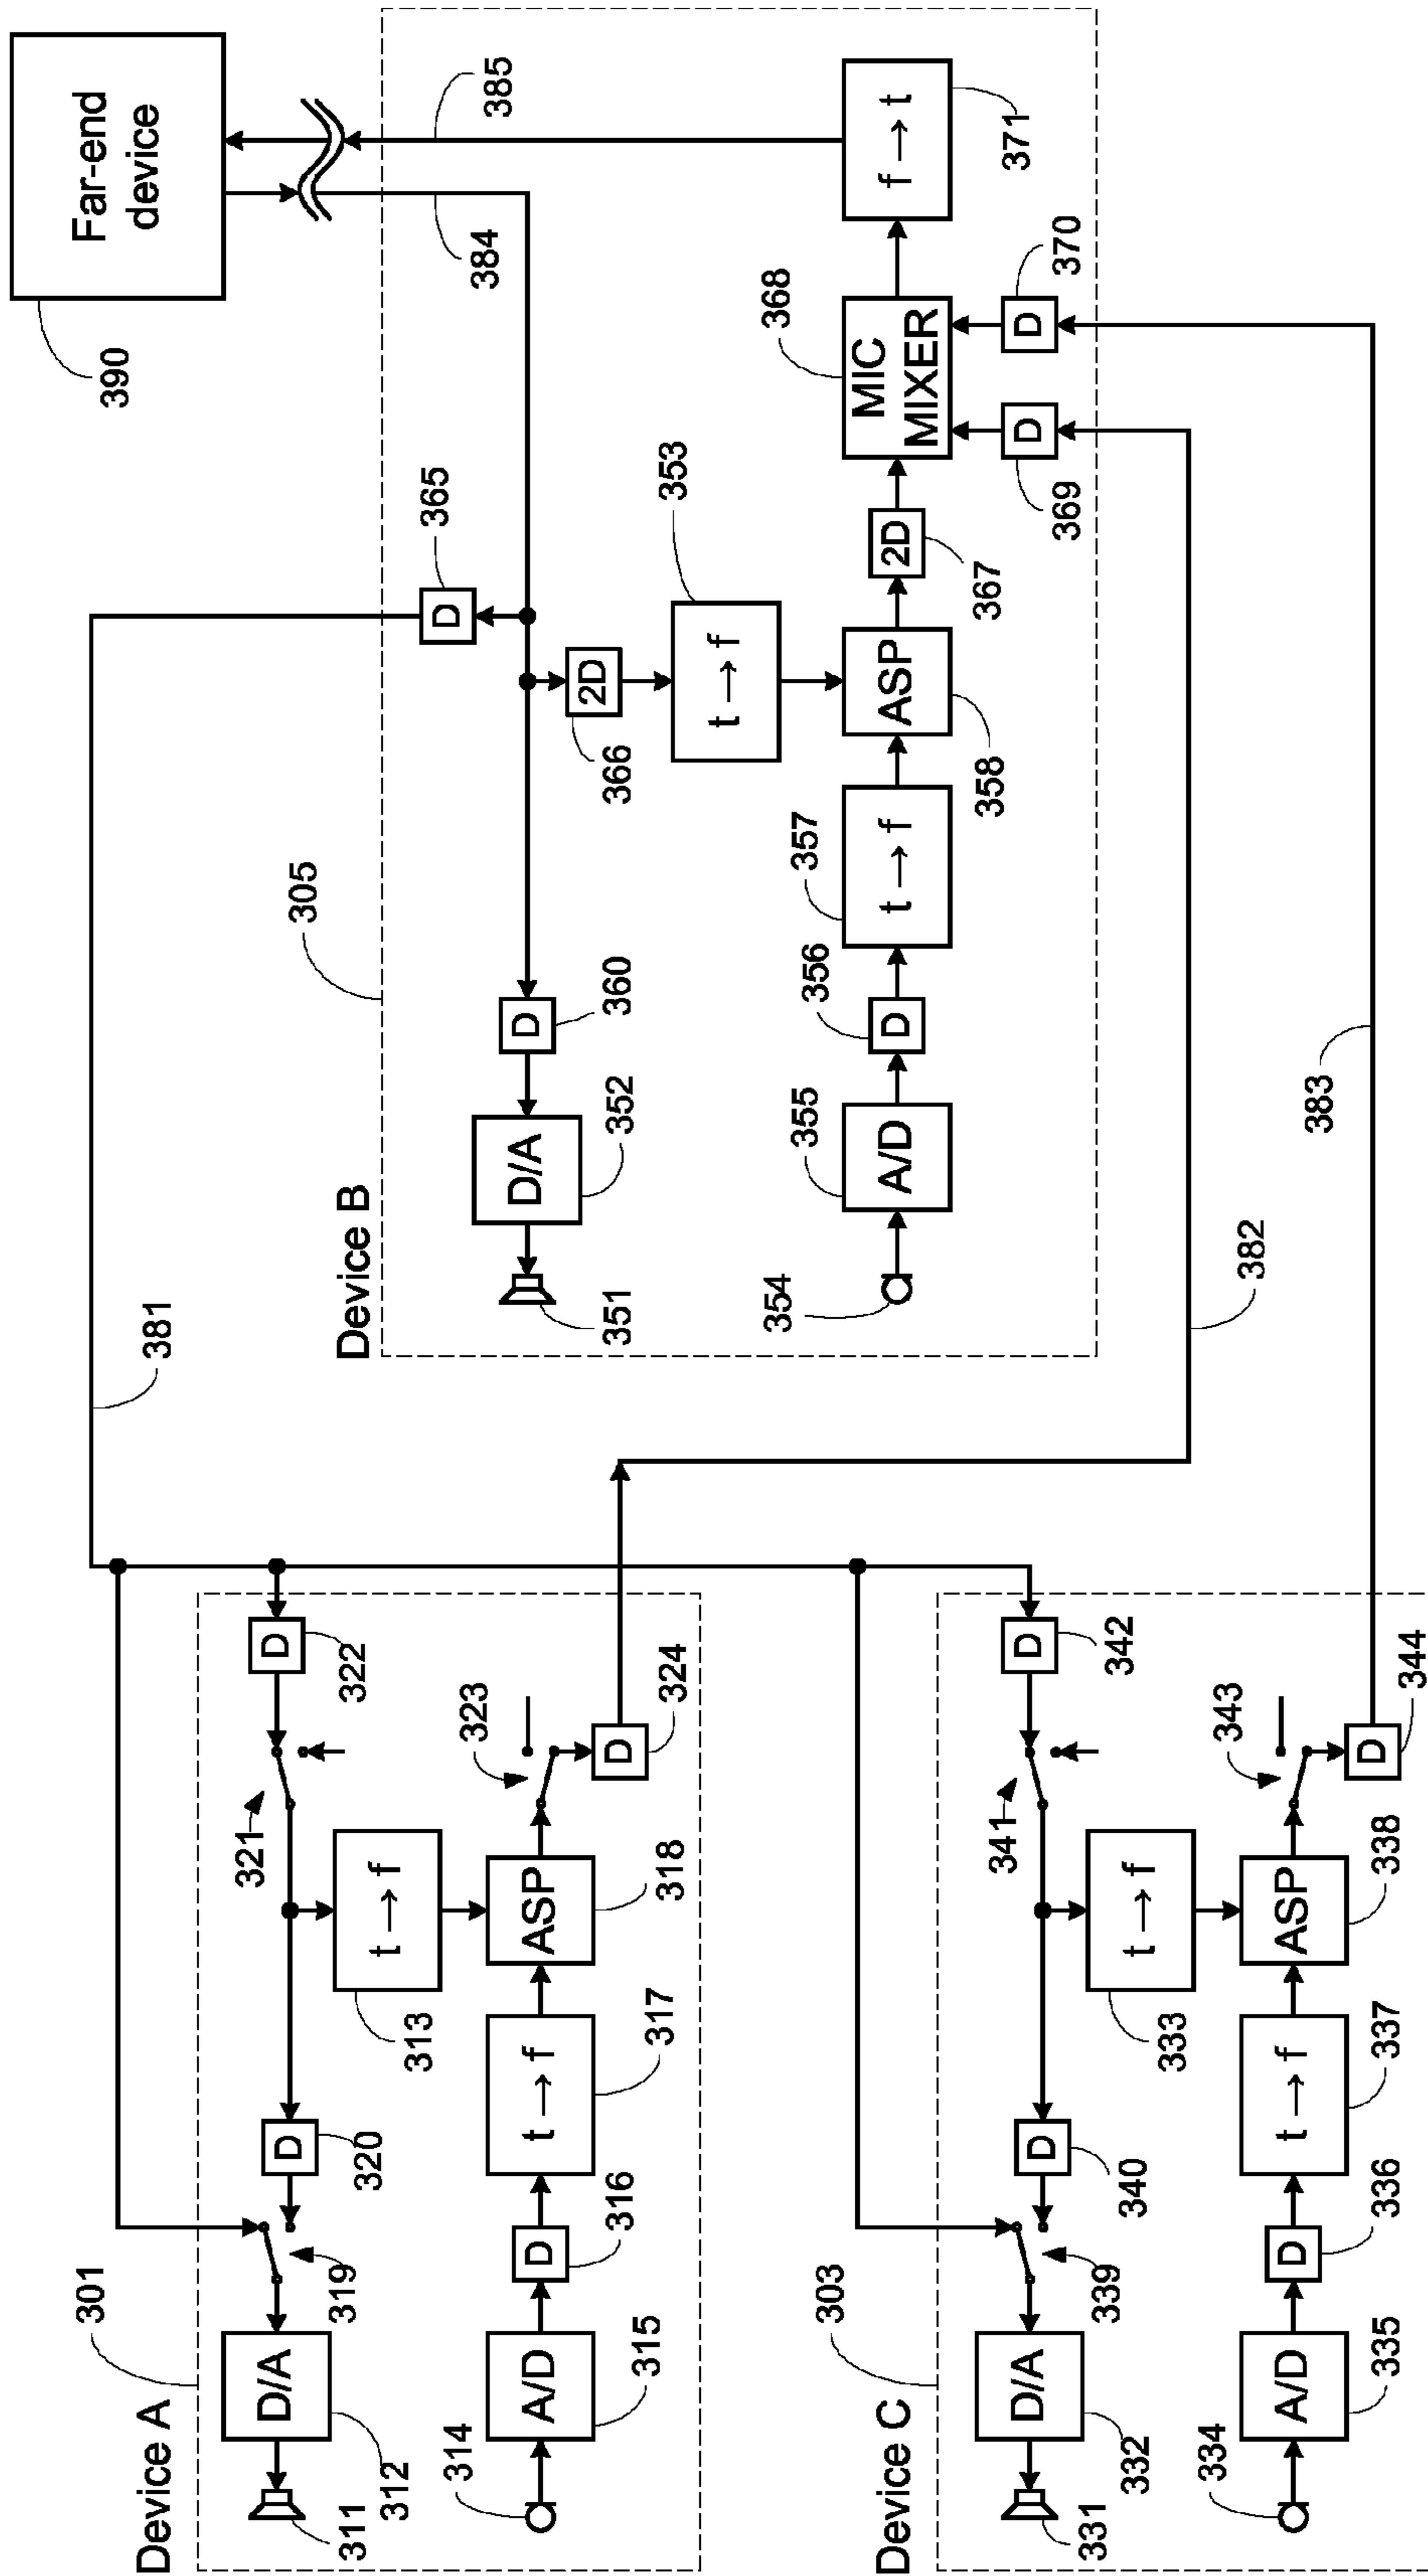 Far-end
device
390
384
385
365
D
381
305
Device B
351
D/A
352
D
360
2D
366
t → f
353
354
A/D
355
D
356
t → f
357
ASP
358
2D
367
MIC
MIXER
368
D
369
D
370
f → t
371
382
383
Device A
301
311
D/A
312
319
D
320
321
D
322
t → f
313
314
A/D
315
D
316
t → f
317
ASP
318
323
D
324
Device C
303
331
D/A
332
339
D
340
341
D
342
t → f
333
334
A/D
335
D
336
t → f
337
ASP
338
343
D
344